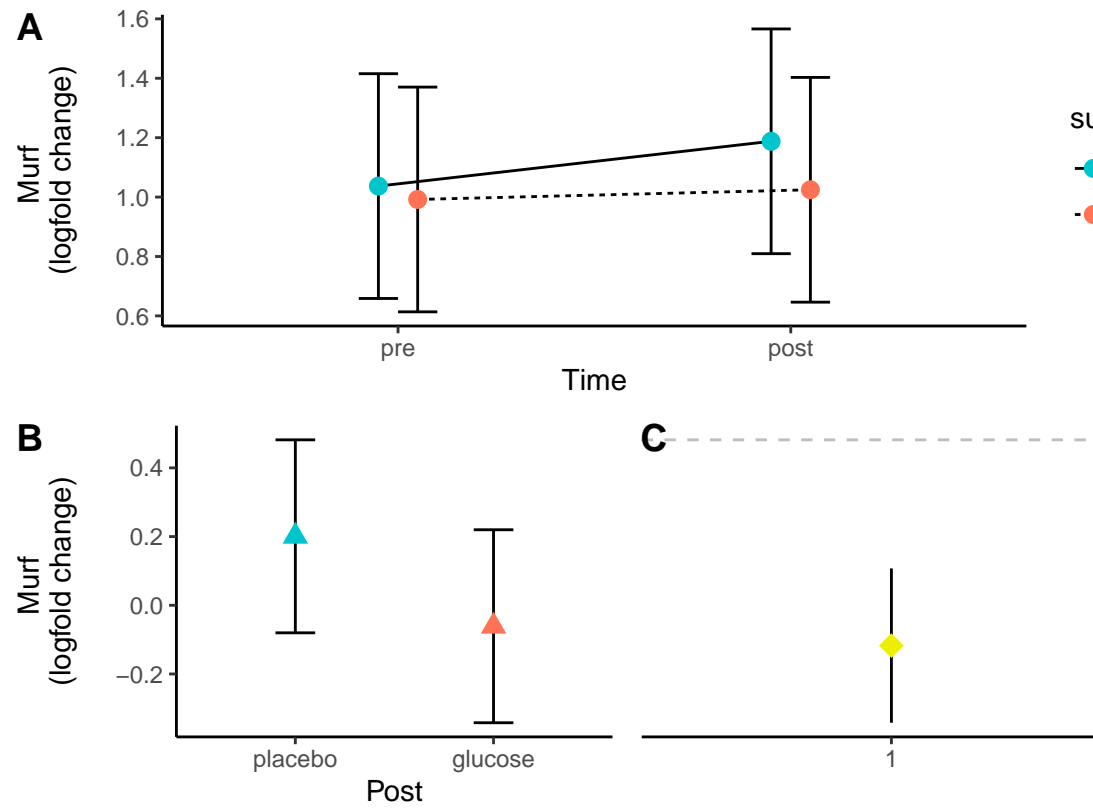 A
Murf
(logfold change)
1.6
1.4
1.2
1.0
0.8
0.6
pre
post
Time
su
B
Murf
(logfold change)
0.4
0.2
0.0
−0.2
placebo
glucose
Post
C
1